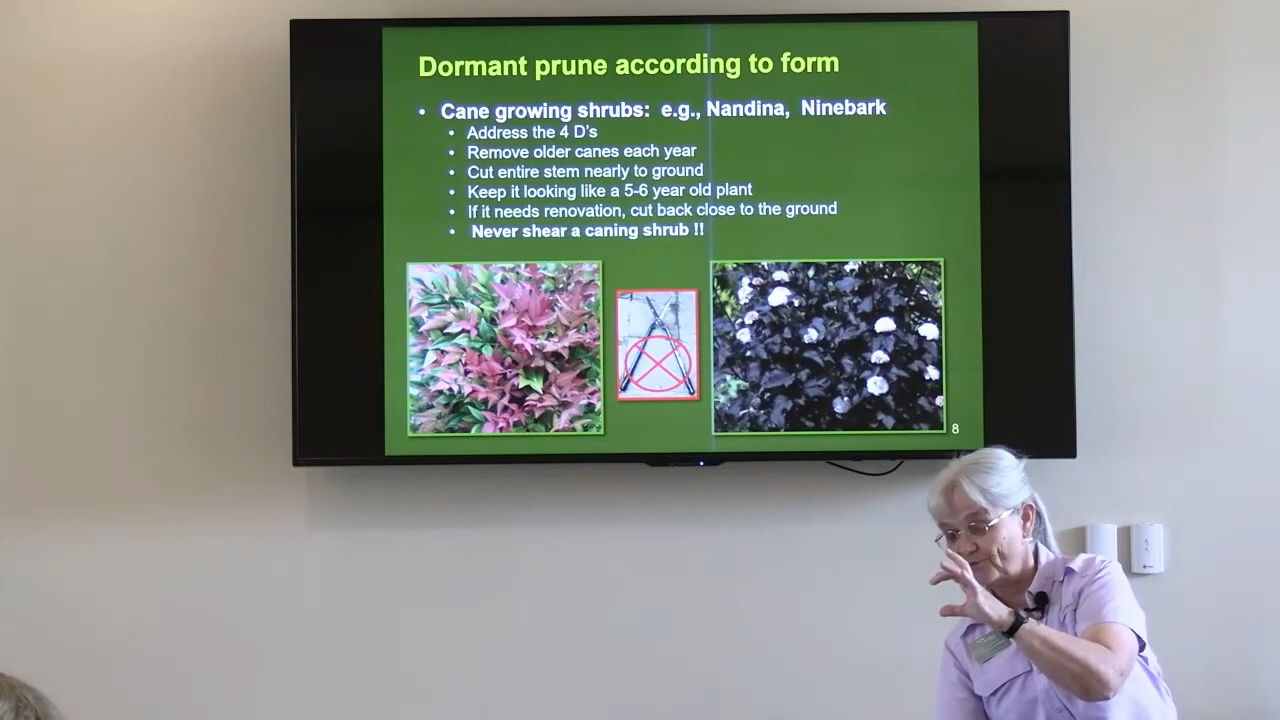 Dormant prune according to form
• Cane growing shrubs: e.g., Nandina, Ninebark
• Address the 4 D's
• Remove older canes each year
• Cut entire stem nearly to ground
• Keep it looking like a 5-6 year old plant
• If it needs renovation, cut back close to the ground
• Never shear a caning shrub !!
8